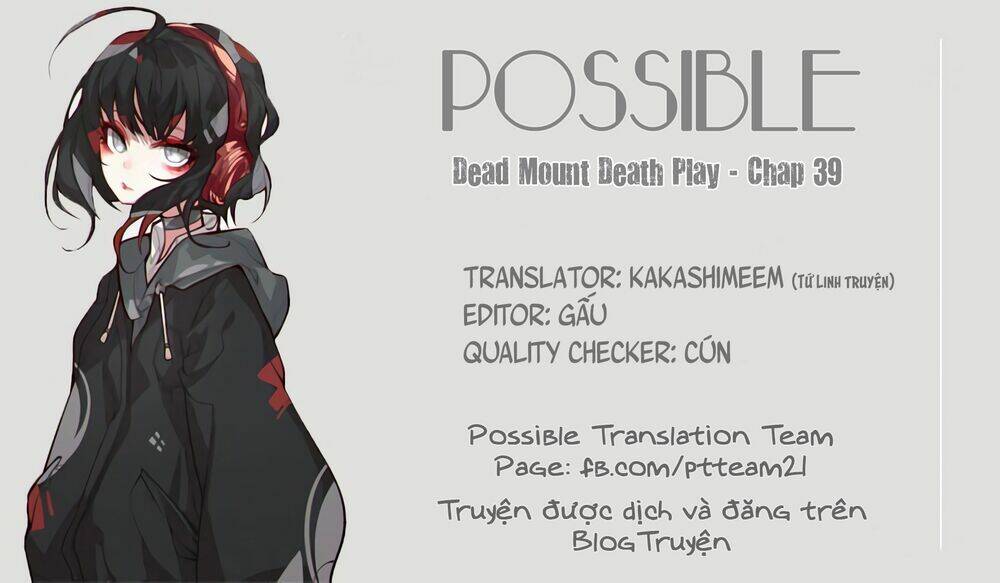 POSSIBLE
Dead Mount Death Play - Chap 39
TRANSLATOR: KAKASHIMEEM (TỨ LINH TRUYỆN)
EDITOR: GẤU
QUALITY CHECKER: CÚN
Possible Translation Team
Page: fb.com/ptteam21
Truyện được dịch và đăng trên
BlogTruyện